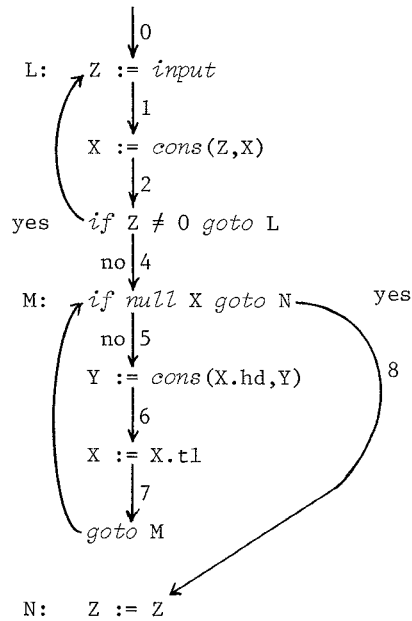 0
L: Z := input
1
X := cons(Z,X)
2
yes if Z ≠ 0 goto L
no 4
M: if null X goto N yes
no 5
8
Y := cons(X.hd,Y)
6
X := X.tl
7
goto M
N: Z := Z